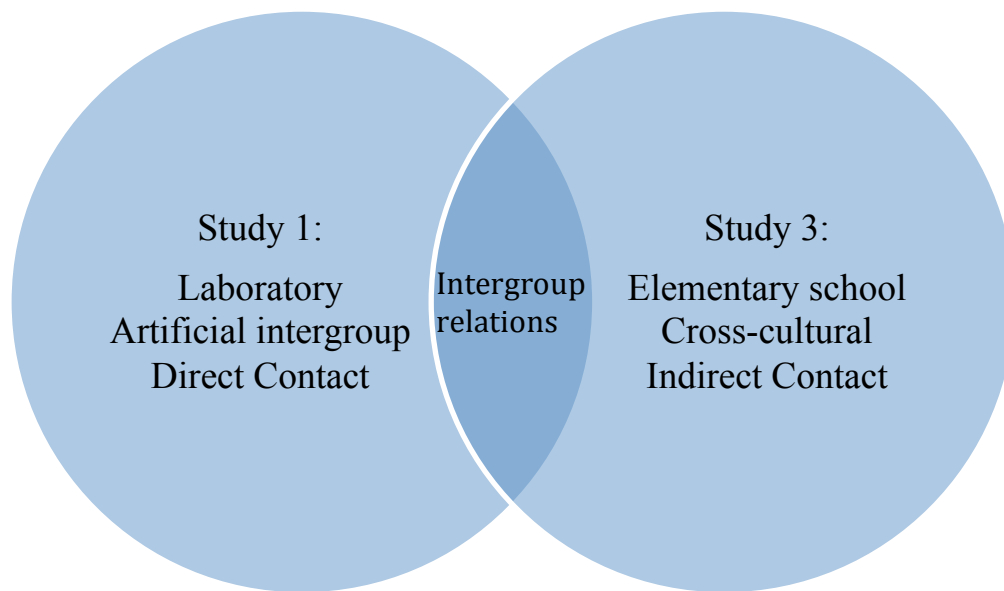 Study 1:
Laboratory
Artificial intergroup
Direct Contact
Intergroup
relations
Study 3:
Elementary school
Cross-cultural
Indirect Contact